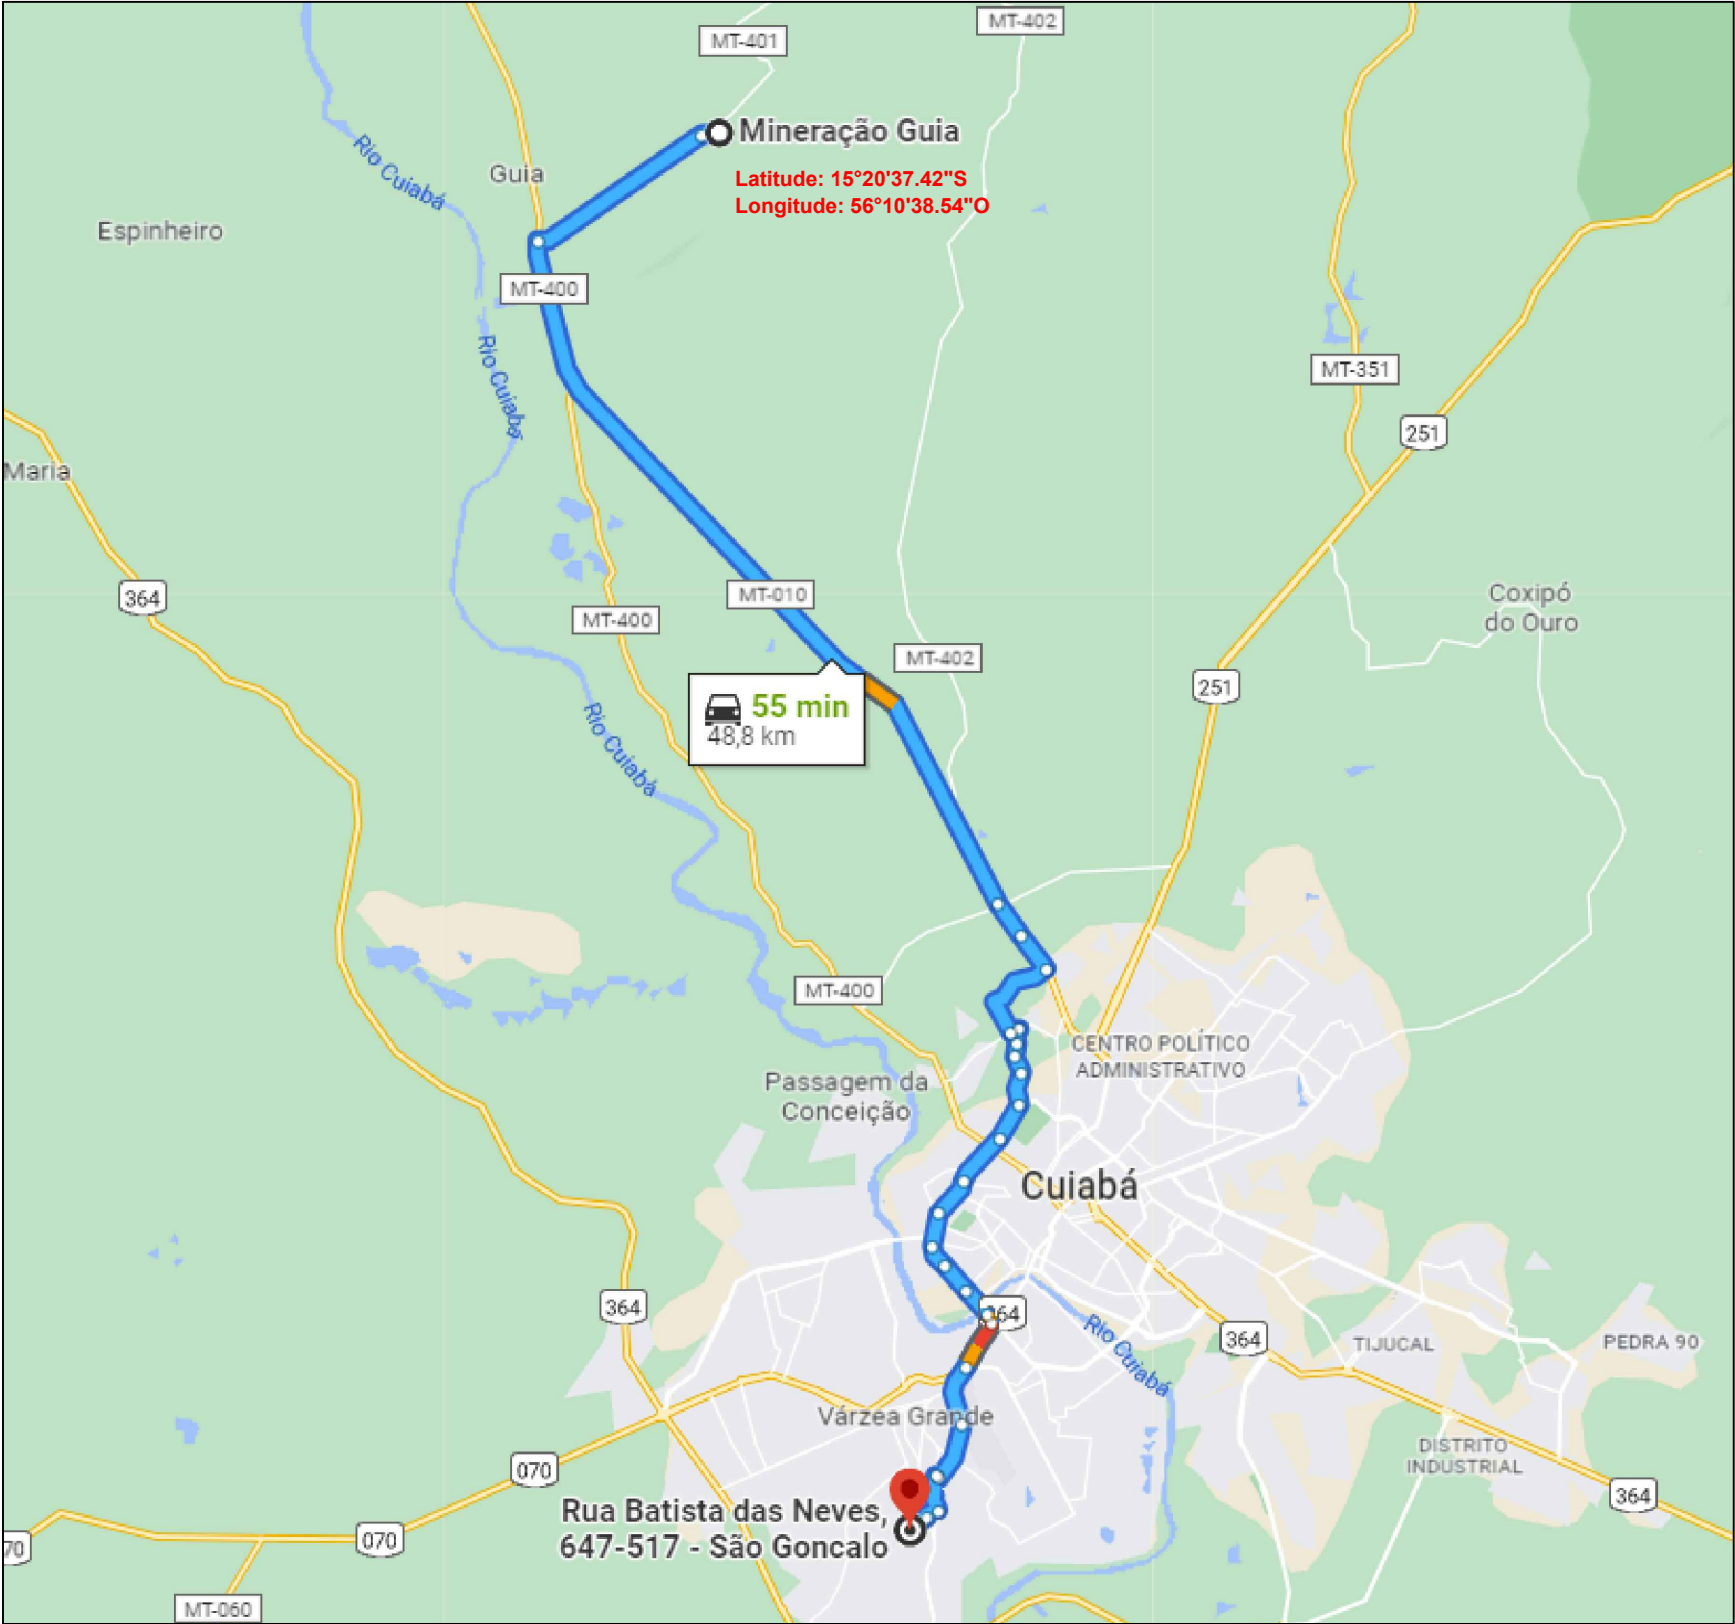 MT-402
MT-401
Mineração Guia
Rio Cuiabá
Guia
Latitude: 15°20'37.42"S
Longitude: 56°10'38.54"O
Espinheiro
MT-400
Rio Cuiabá
MT-351
251
Maria
364
MT-010
Coxipó
do Ouro
MT-400
MT-402
251
55 min
48,8 km
Rio Cuiabá
MT-400
CENTRO POLÍTICO
ADMINISTRATIVO
Passagem da
Conceição
Cuiabá
364
364
Rio Cuiabá
364
TIJUCAL
PEDRA 90
Várzea Grande
DISTRITO
INDUSTRIAL
070
364
Rua Batista das Neves,
647-517 - São Goncalo
070
70
MT-060